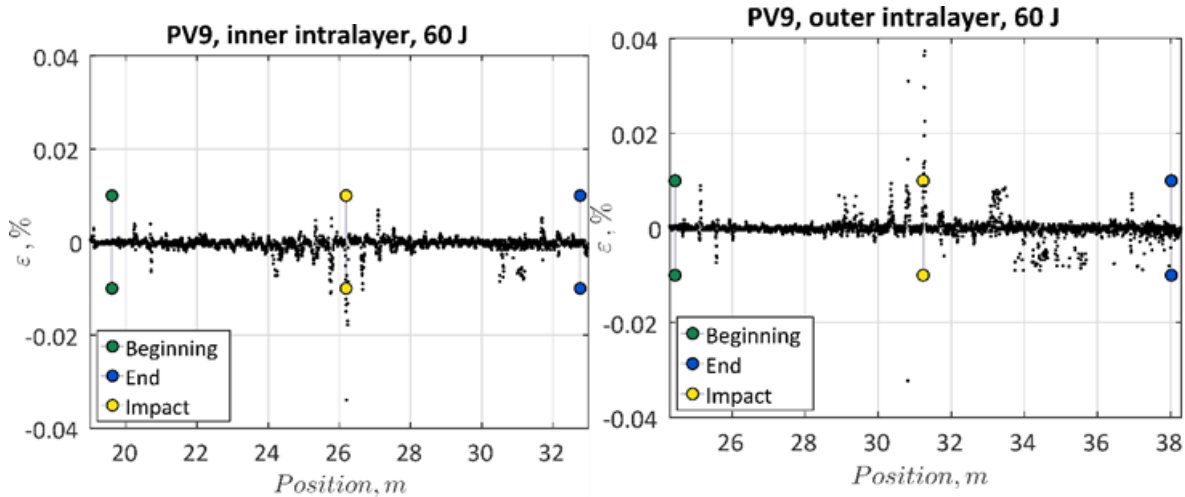 PV9, inner intralayer, 60 J
0.04
0.02
0
-0.02
-0.04
ε, %
20 22 24 26 28 30 32
Position, m
Beginning
End
Impact
PV9, outer intralayer, 60 J
0.04
0.02
0
-0.02
-0.04
ε, %
26 28 30 32 34 36 38
Position, m
Beginning
End
Impact